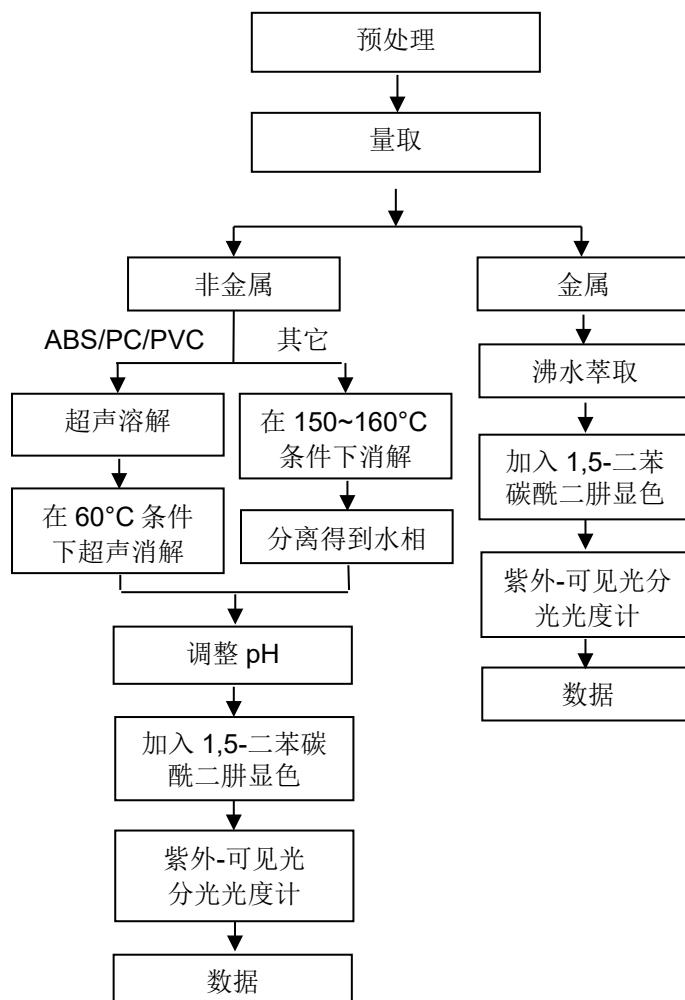 预处理
量取
非金属
金属
ABS/PC/PVC
其它
沸水萃取
超声溶解
在 150~160°C
条件下消解
加入 1,5-二苯
碳酰二肼显色
在 60°C 条件
下超声消解
分离得到水相
紫外-可见光分
光光度计
调整 pH
数据
加入 1,5-二苯碳
酰二肼显色
紫外-可见光
分光光度计
数据